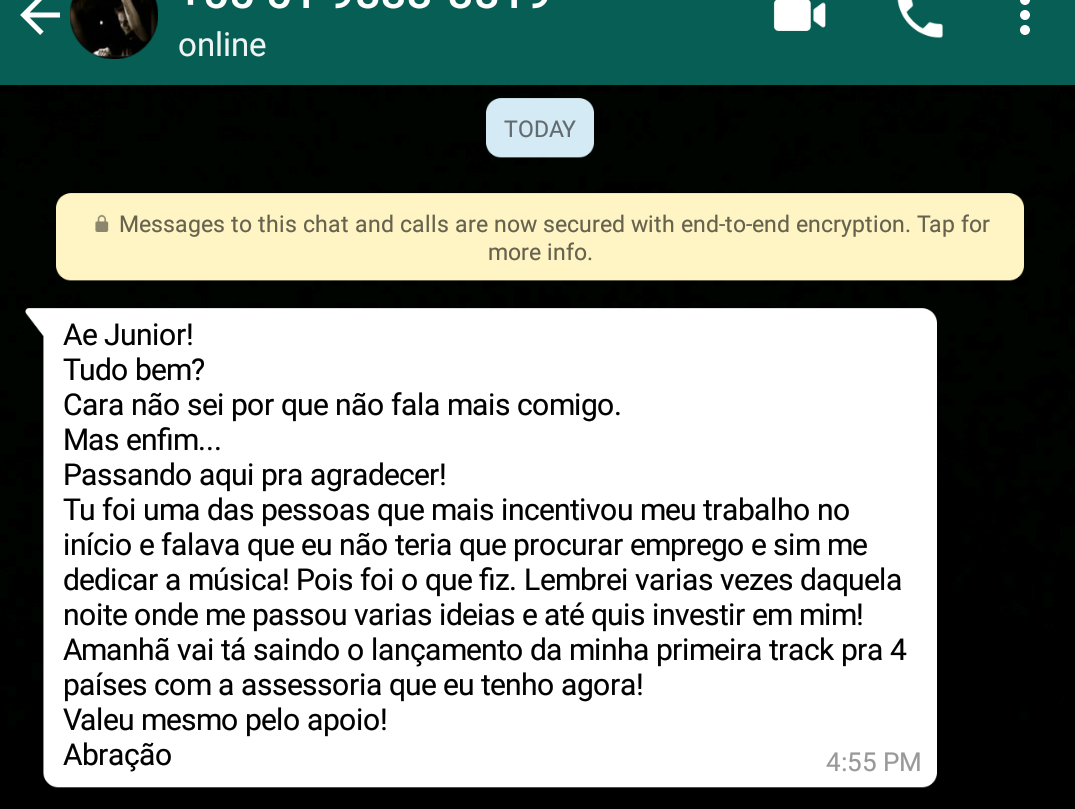 online
TODAY
Messages to this chat and calls are now secured with end-to-end encryption. Tap for
more info.
Ae Junior!
Tudo bem?
Cara não sei por que não fala mais comigo.
Mas enfim...
Passando aqui pra agradecer!
Tu foi uma das pessoas que mais incentivou meu trabalho no
início e falava que eu não teria que procurar emprego e sim me
dedicar a música! Pois foi o que fiz. Lembrei varias vezes daquela
noite onde me passou varias ideias e até quis investir em mim!
Amanhã vai tá saindo o lançamento da minha primeira track pra 4
países com a assessoria que eu tenho agora!
Valeu mesmo pelo apoio!
Abração
4:55 PM